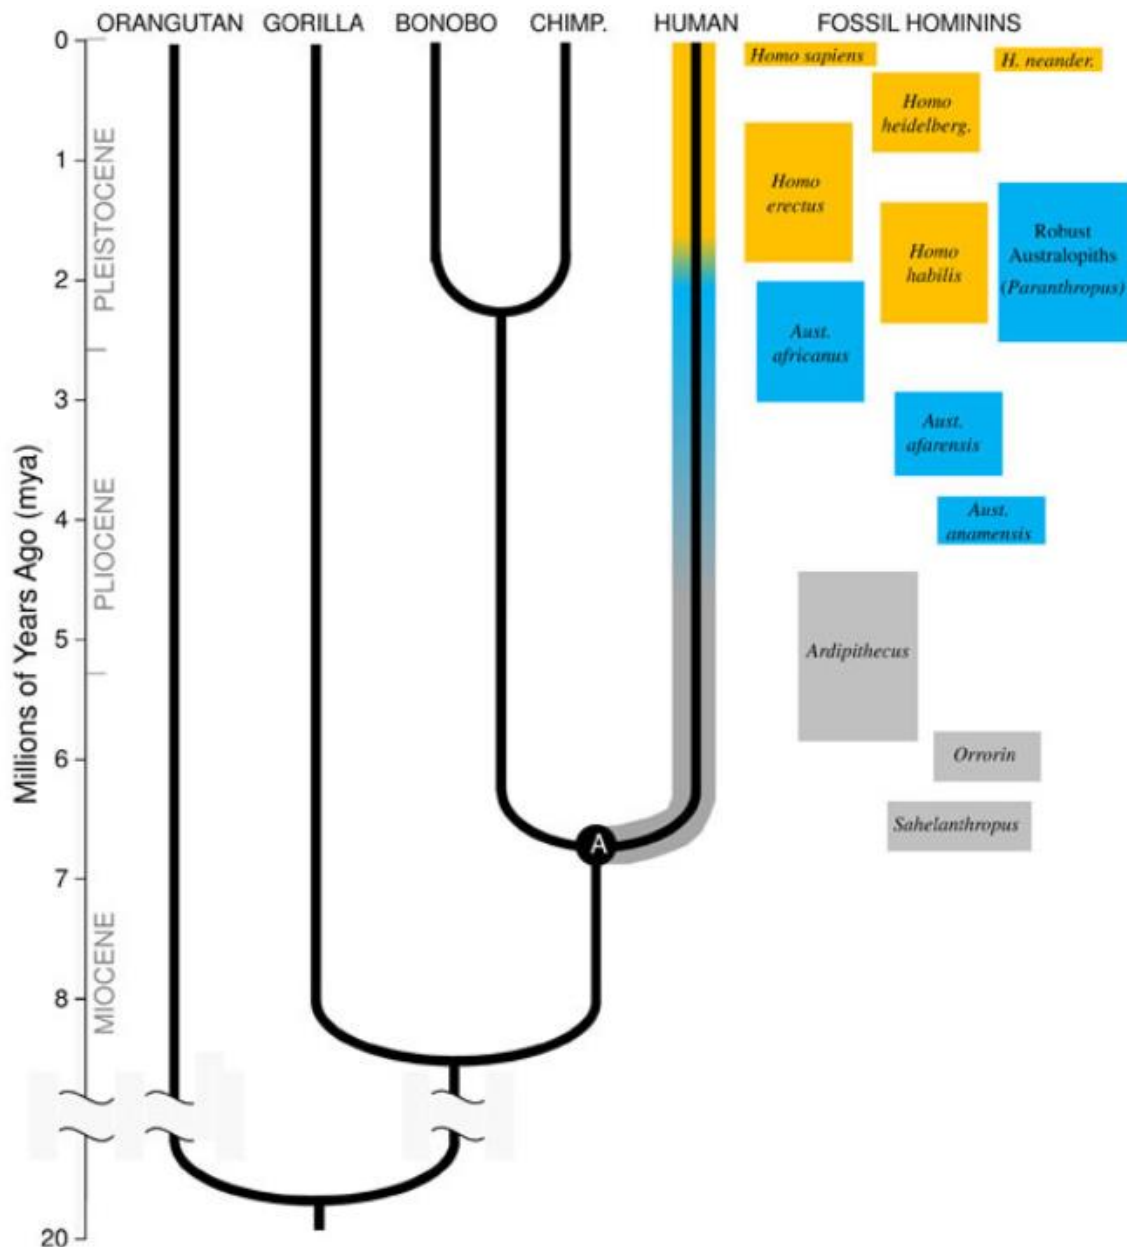 ORANGUTAN GORILLA BONOBO CHIMP. HUMAN FOSSIL HOMININS
0
1
2
3
4
5
6
7
8
20
Millions of Years Ago (mya)
PLEISTOCENE
PLIOCENE
MIOCENE
Homo sapiens
H. neander.
Homo
heidelberg.
Homo
erectus
Homo
habilis
Robust
Australopiths
(Paranthropus)
Aust.
africanus
Aust.
afarensis
Aust.
anamensis
Ardipithecus
Orrorin
Sahelanthropus
A